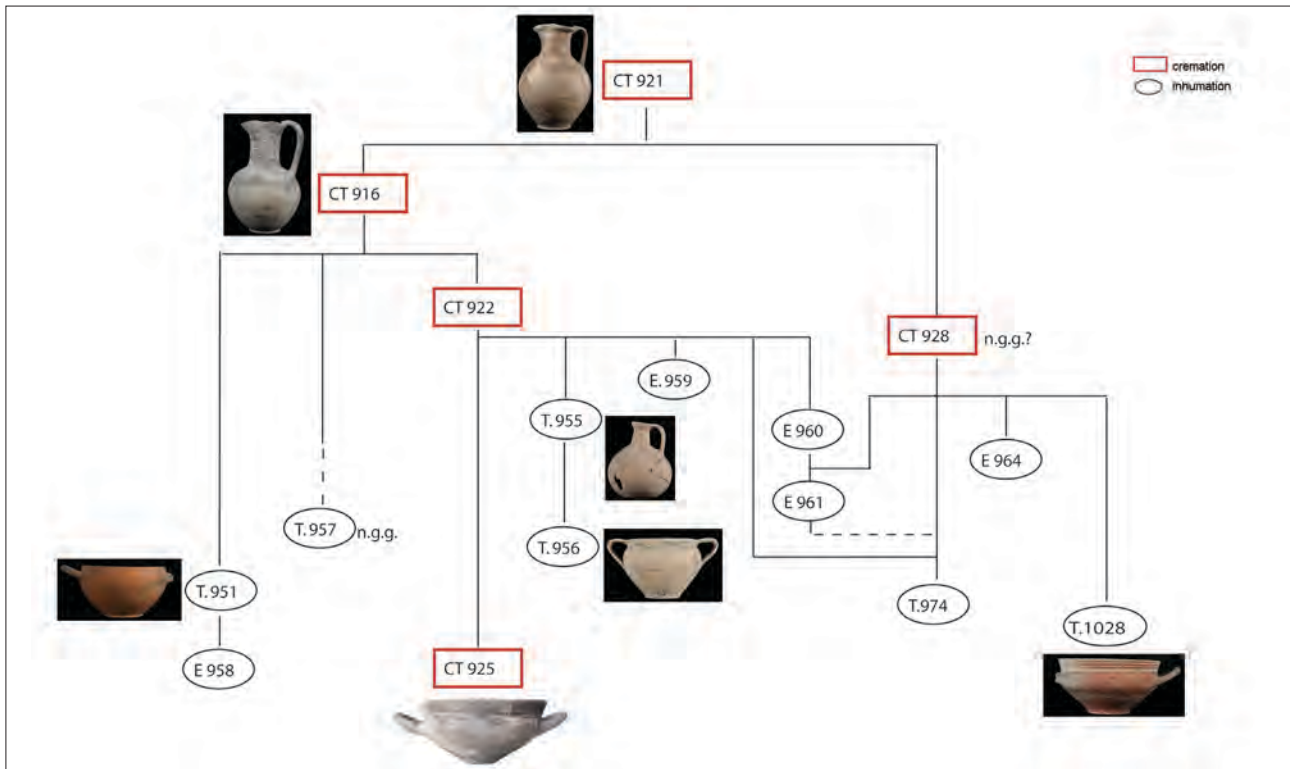 CT 921
cremation
inhumation
CT 916
CT 922
CT 928
n.g.g.?
E.959
T.955
E 960
E 964
E 961
T.957
n.g.g.
T.956
T.951
T.974
T.1028
E 958
CT 925